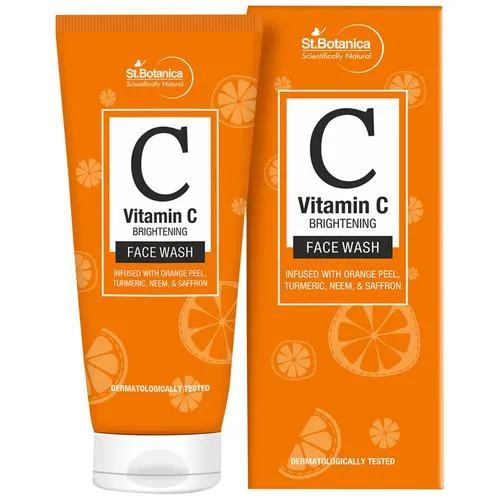 St.Botanica
Scientifically Natural
C
Vitamin C
BRIGHTENING
FACE WASH
INFUSED WITH ORANGE PEEL,
TURMERIC, NEEM, & SAFFRON
DERMATOLOGICALLY TESTED
St.Botanica
Scientifically Natural
C
Vitamin C
BRIGHTENING
FACE WASH
INFUSED WITH ORANGE PEEL,
TURMERIC, NEEM, & SAFFRON
DERMATOLOGICALLY TESTED